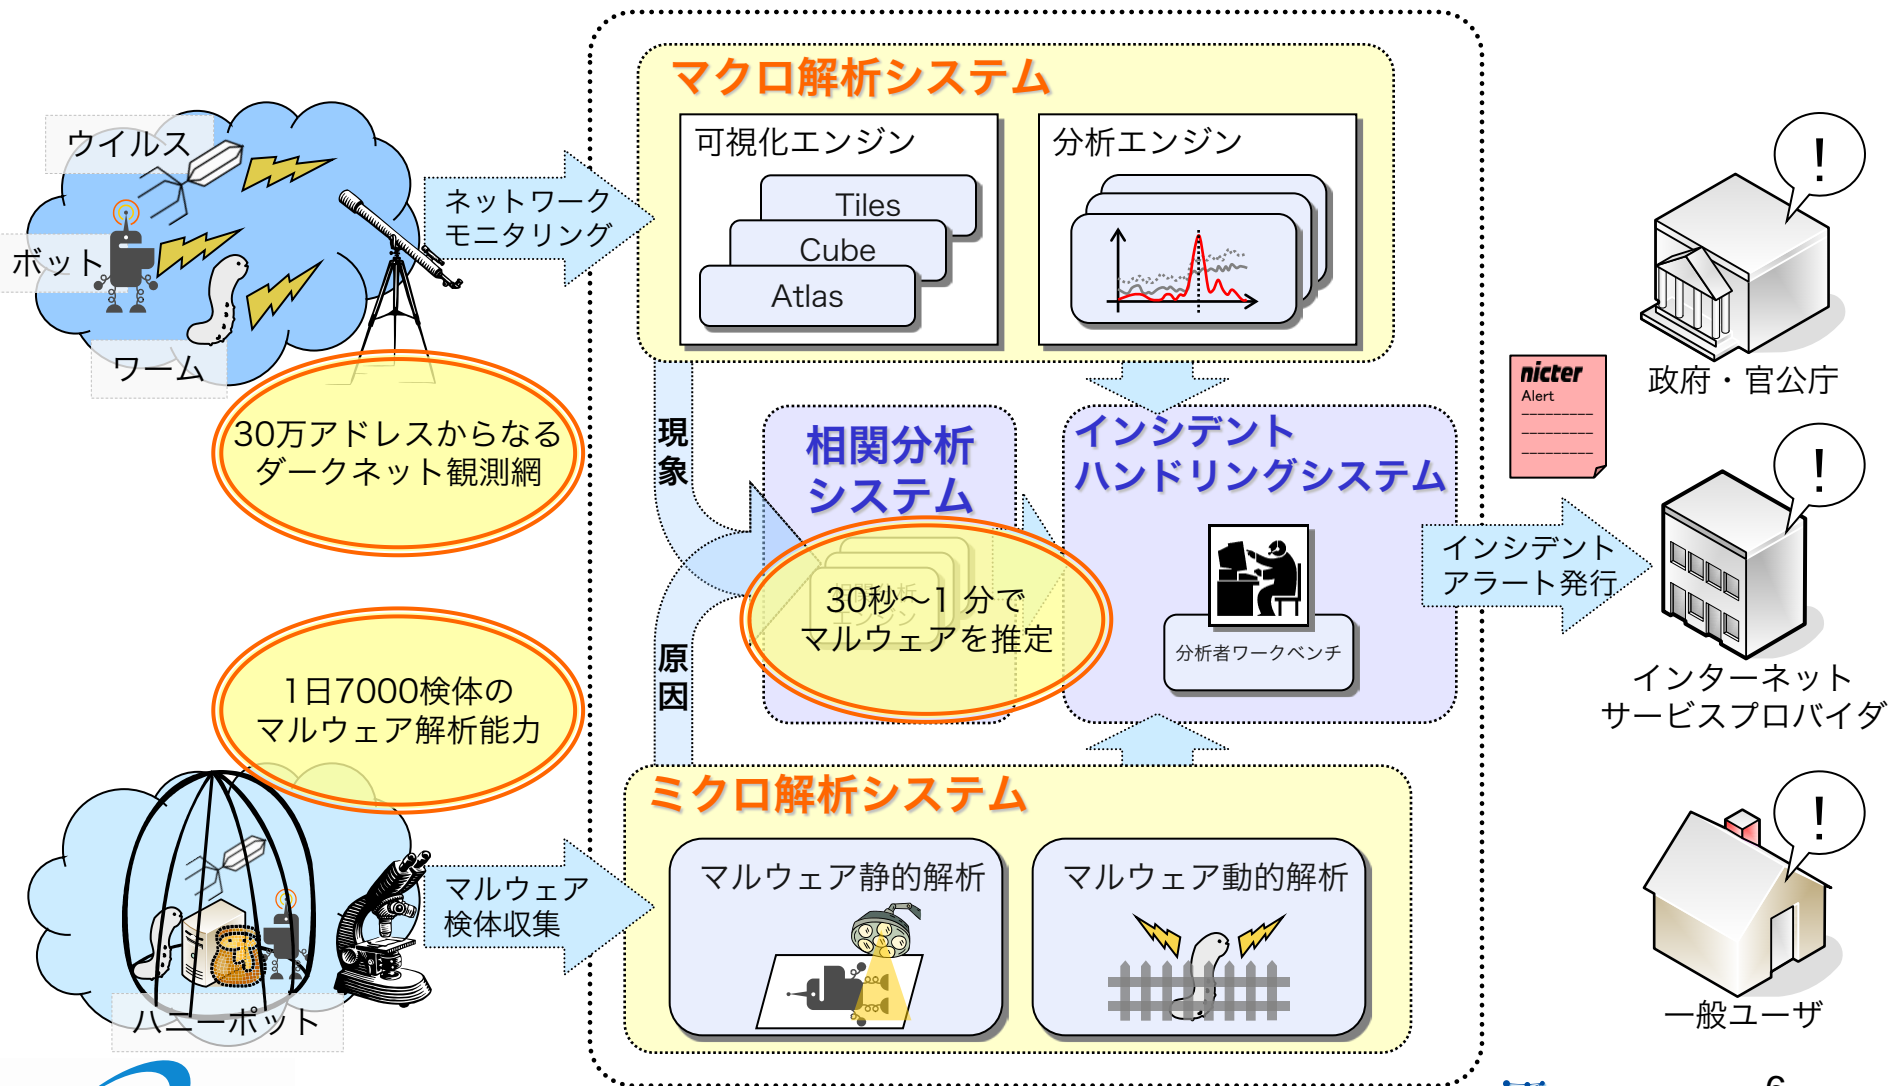 マクロ解析システム
可視化エンジン
Tiles
Cube
Atlas
分析エンジン
ウイルス
ボット
ワーム
ネットワーク
モニタリング
30万アドレスからなる
ダークネット観測網
現象
相関分析
システム
相関分析
エンジン
30秒〜1 分で
マルウェアを推定
原因
インシデント
ハンドリングシステム
分析者ワークベンチ
nicter
Alert
インシデント
アラート発行
!
政府・官公庁
!
インターネット
サービスプロバイダ
!
一般ユーザ
1日7000検体の
マルウェア解析能力
ハニーポット
マルウェア
検体収集
ミクロ解析システム
マルウェア静的解析
マルウェア動的解析
6